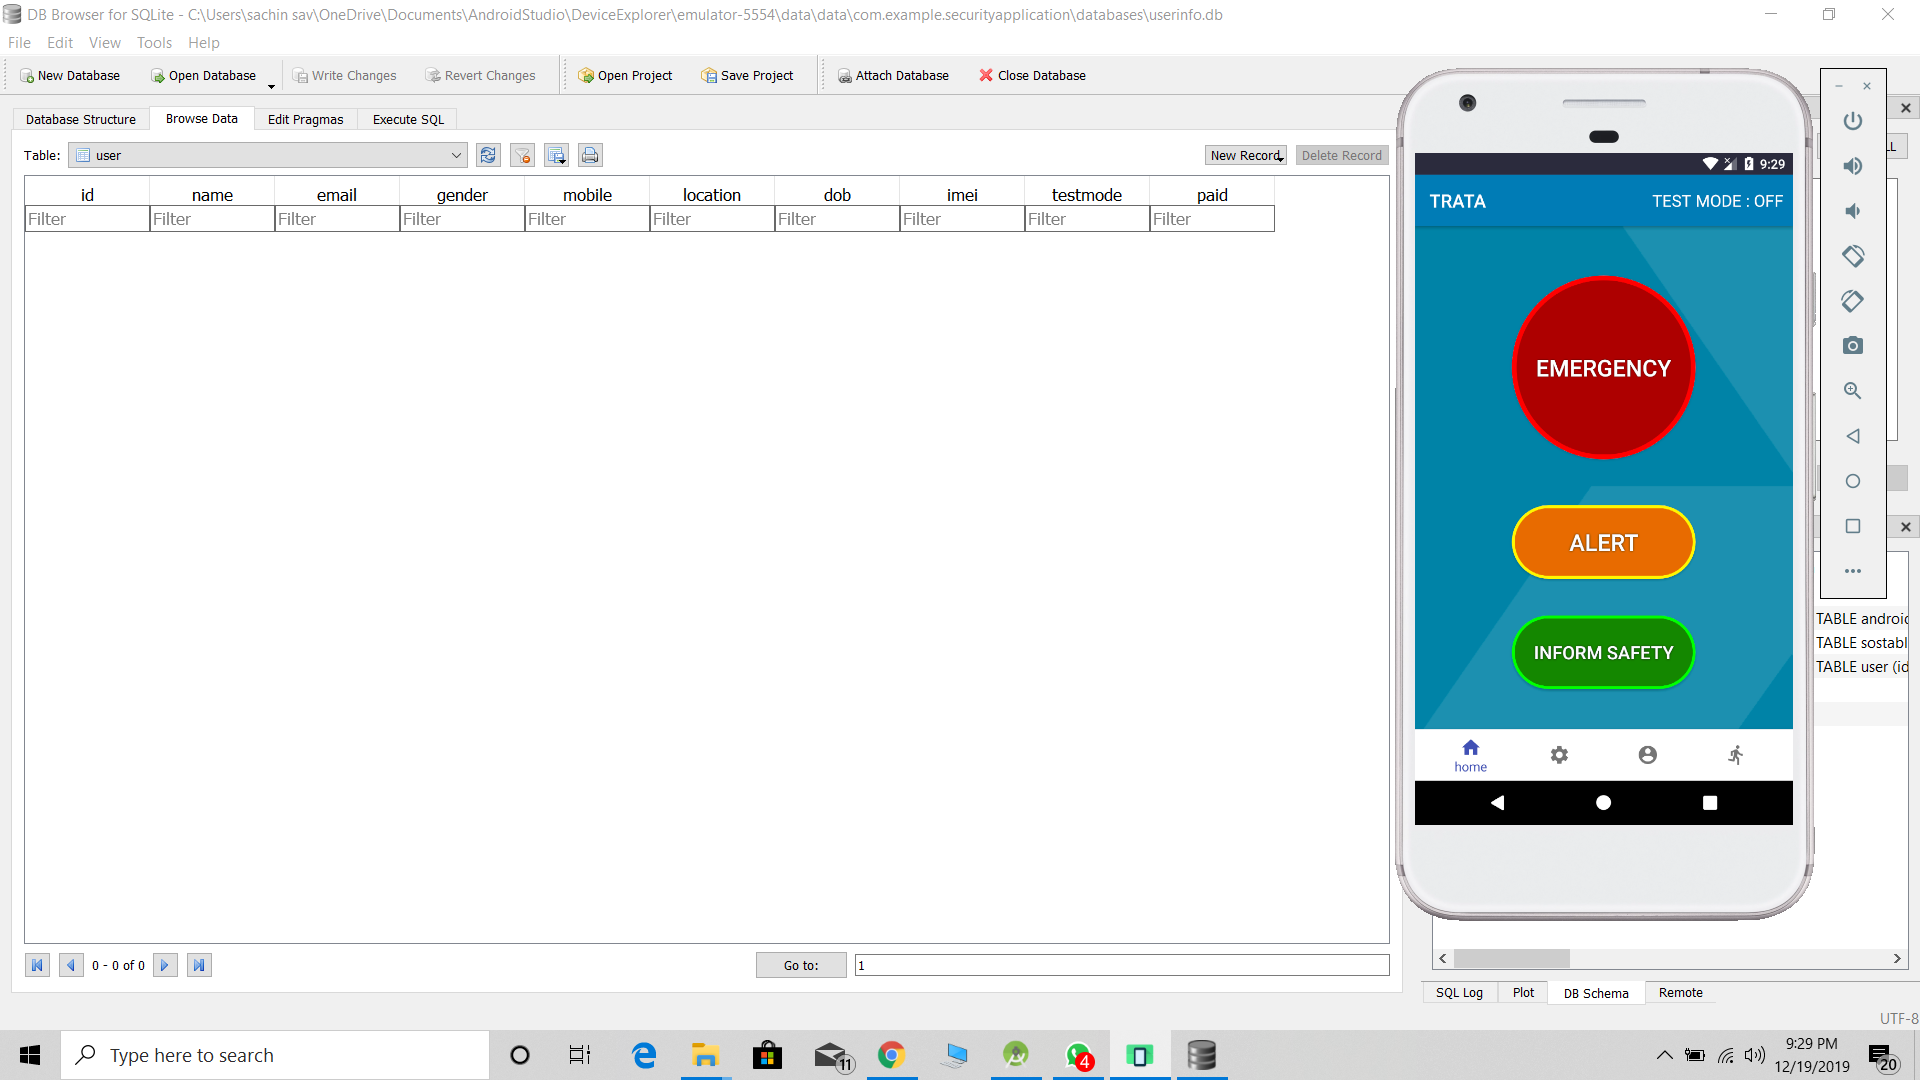 DB Browser for SQLite - C:\Users\sachin sav\OneDrive\Documents\AndroidStudio\DeviceExplorer\emulator-5554\data\data\com.example.securityapplication\databases\userinfo.db
File Edit View Tools Help
New Database Open Database Write Changes Revert Changes Open Project Save Project Attach Database Close Database
Database Structure Browse Data Edit Pragmas Execute SQL
Table: user New Record Delete Record
id name email gender mobile location dob imei testmode paid
Filter Filter Filter Filter Filter Filter Filter Filter Filter Filter
0 - 0 of 0 Go to: 1
9:29
TRATA TEST MODE : OFF
EMERGENCY
ALERT
INFORM SAFETY
home
TABLE android
TABLE sostabl
TABLE user (id
SQL Log Plot DB Schema Remote
UTF-8
Type here to search 11 4 9:29 PM
12/19/2019 20